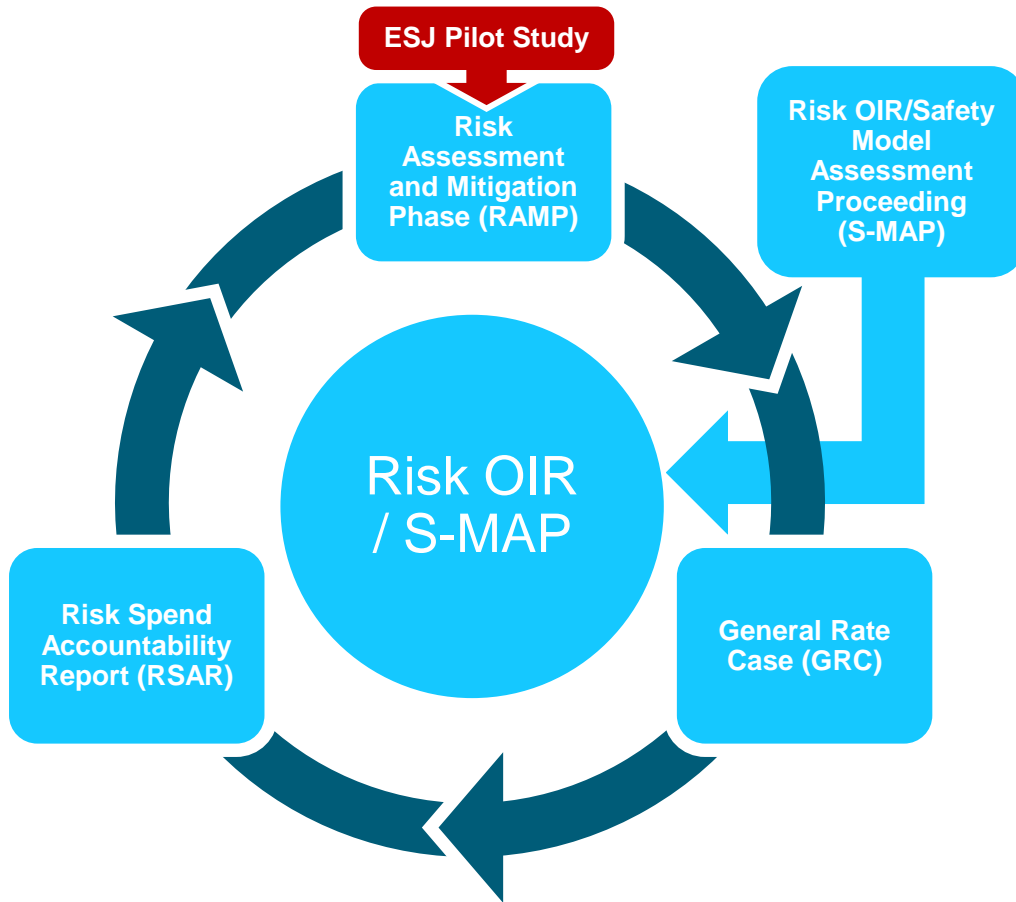 ESJ Pilot Study
Risk
Assessment
and Mitigation
Phase (RAMP)
Risk OIR/Safety
Model
Assessment
Proceeding
(S-MAP)
Risk OIR
/ S-MAP
Risk Spend
Accountability
Report (RSAR)
General Rate
Case (GRC)